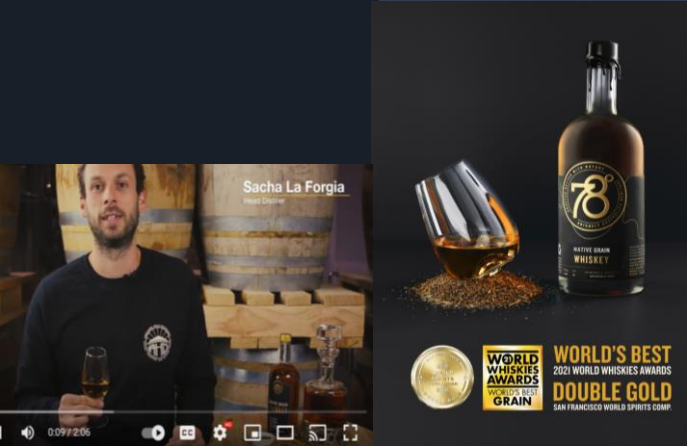 Sacha La Forgia
Head Distiller
0:09 / 2:06
CC
78°
NATIVE GRAIN
WHISKEY
WORLD
WHISKIES
AWARDS
WORLD'S BEST
GRAIN
WORLD'S BEST
2021 WORLD WHISKIES AWARDS
DOUBLE GOLD
SAN FRANCISCO WORLD SPIRITS COMP.